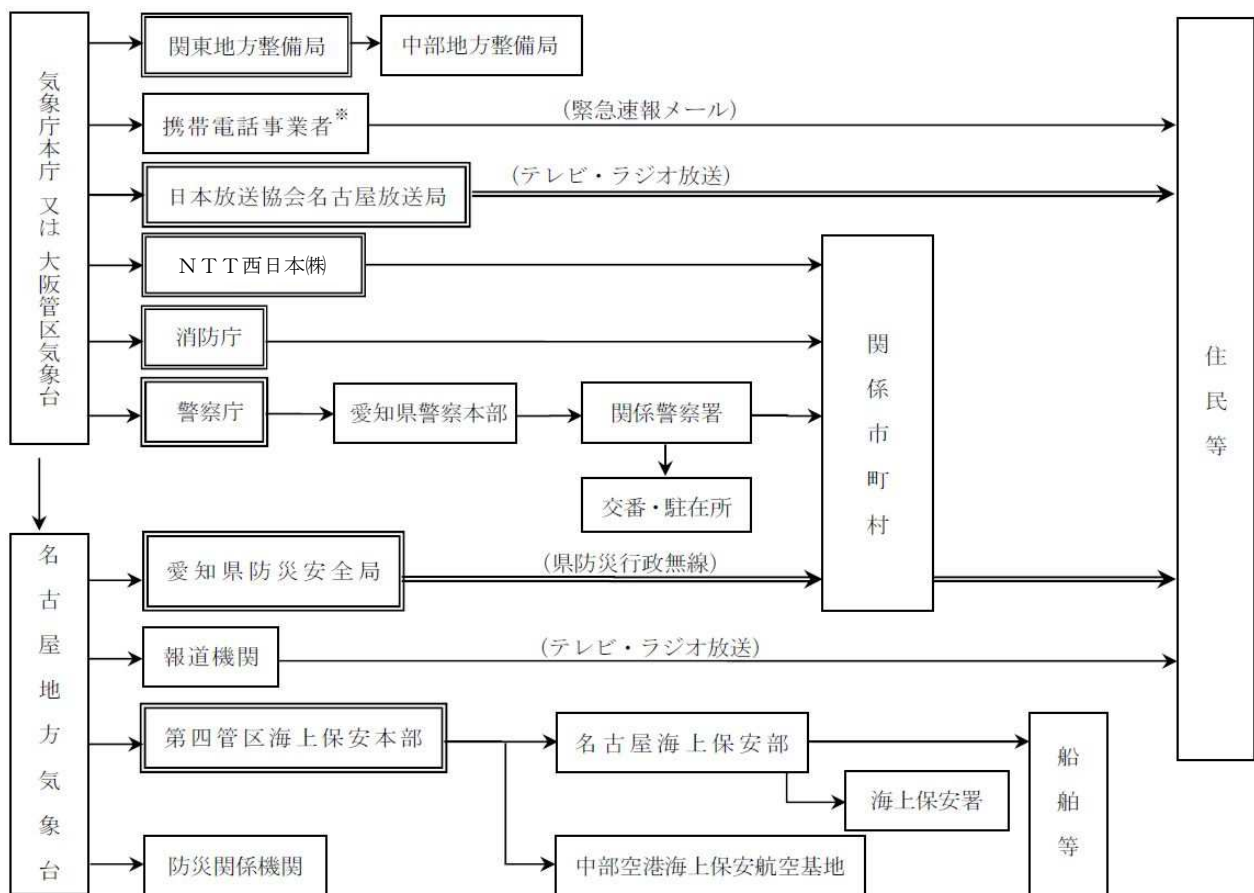 気象庁本庁 又は 大阪管区気象台
関東地方整備局
中部地方整備局
携帯電話事業者※
(緊急速報メール)
日本放送協会名古屋放送局
(テレビ・ラジオ放送)
NTT西日本㈱
消防庁
警察庁
愛知県警察本部
関係警察署
交番・駐在所
関係市町村
住民等
名古屋地方気象台
愛知県防災安全局
(県防災行政無線)
報道機関
(テレビ・ラジオ放送)
第四管区海上保安本部
名古屋海上保安部
海上保安署
船舶等
防災関係機関
中部空港海上保安航空基地